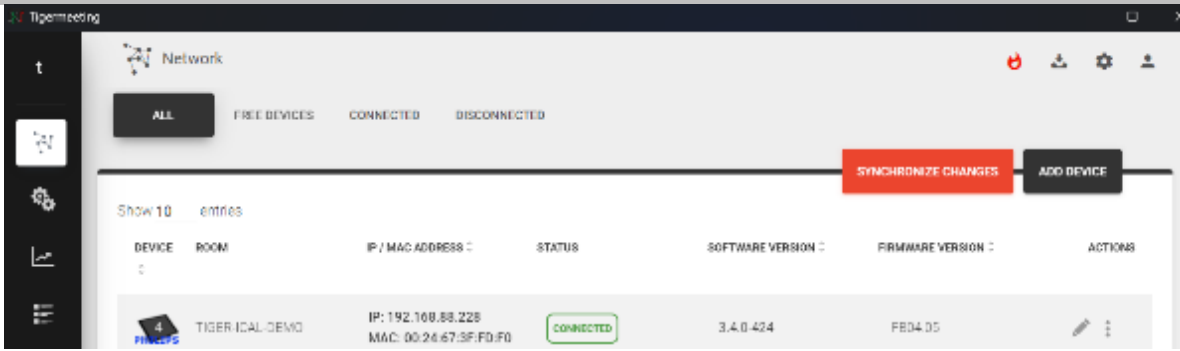 Tigermeeting
t
Network
ALL FREE DEVICES CONNECTED DISCONNECTED
SYNCHRONIZE CHANGES ADD DEVICE
Show 10 entries
DEVICE ROOM IP / MAC ADDRESS STATUS SOFTWARE VERSION FIRMWARE VERSION ACTIONS
4
PHILIPS
TIGER-ICAL-DEMO
IP: 192.168.88.228
MAC: 00:24:67:3F:FD:F0
CONNECTED
3.4.0-424
FB04.05